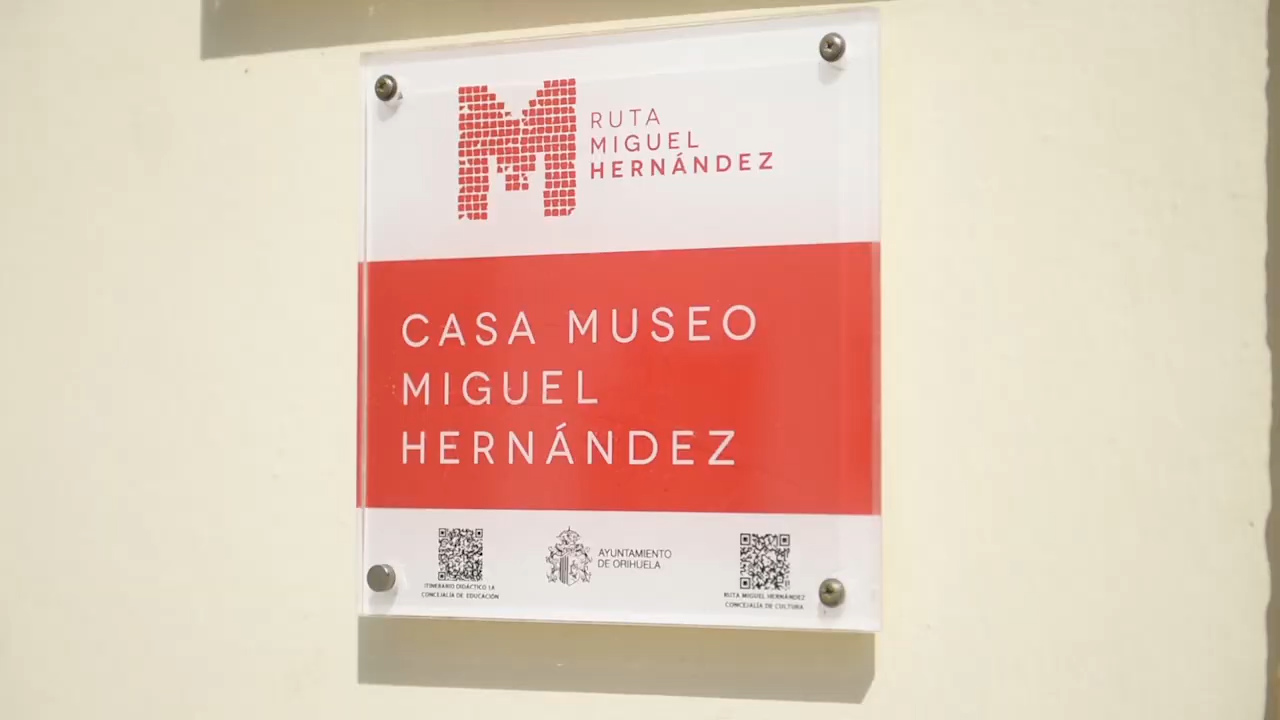 RUTA
MIGUEL
HERNÁNDEZ
CASA MUSEO
MIGUEL
HERNÁNDEZ
AYUNTAMIENTO
DE ORIHUELA
ITINERARIO DIDÁCTICO LA
CONCEJALÍA DE EDUCACIÓN
RUTA MIGUEL HERNÁNDEZ
CONCEJALÍA DE CULTURA